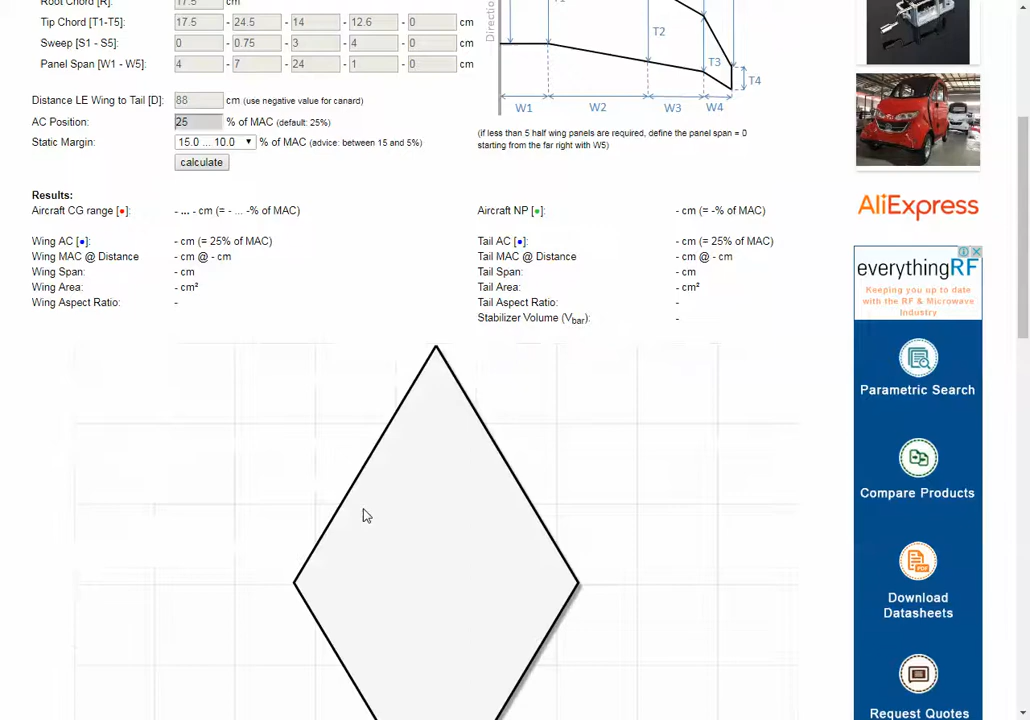 Root Chord [R]: 17.5 cm
Tip Chord [T1-T5]: 17.5 - 24.5 - 14 - 12.6 - 0 cm
Sweep [S1 - S5]: 0 - 0.75 - 3 - 4 - 0 cm
Panel Span [W1 - W5]: 4 - 7 - 24 - 1 - 0 cm
Distance LE Wing to Tail [D]: 88 cm (use negative value for canard)
AC Position: 25 % of MAC (default: 25%)
Static Margin: 15.0 ... 10.0 % of MAC (advice: between 15 and 5%)
calculate
T2
T3
T4
W1 W2 W3 W4
(if less than 5 half wing panels are required, define the panel span = 0
starting from the far right with W5)
Results:
Aircraft CG range [●]: - ... - cm (= - ... -% of MAC)
Aircraft NP [●]: - cm (= -% of MAC)
Wing AC [●]: - cm (= 25% of MAC)
Tail AC [●]: - cm (= 25% of MAC)
Wing MAC @ Distance - cm @ - cm
Tail MAC @ Distance - cm @ - cm
Wing Span: - cm
Tail Span: - cm
Wing Area: - cm²
Tail Area: - cm²
Wing Aspect Ratio: -
Tail Aspect Ratio: -
Stabilizer Volume (Vbar): -
AliExpress
everythingRF
Keeping you up to date
with the RF & Microwave
Industry
Parametric Search
Compare Products
PDF
Download
Datasheets
Request Quotes